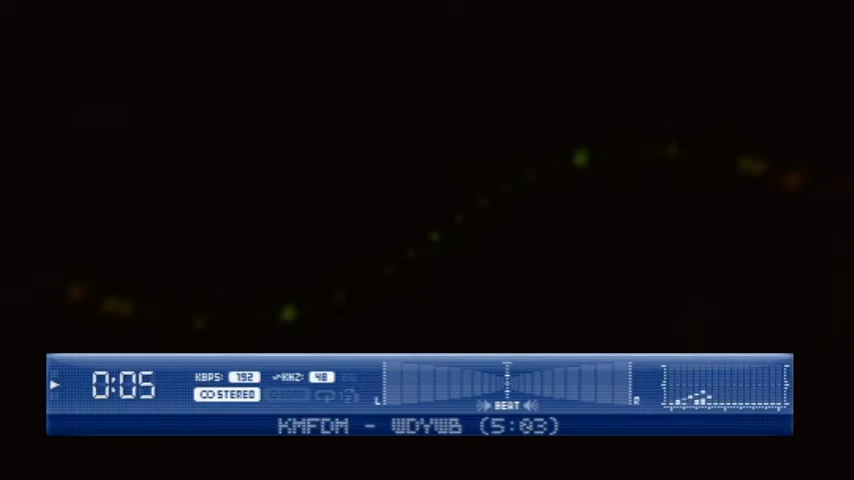 0:05
KBPS: 192 KHZ: 48
STEREO
L R
BEAT
KMFDM - WDYWB (5:03)